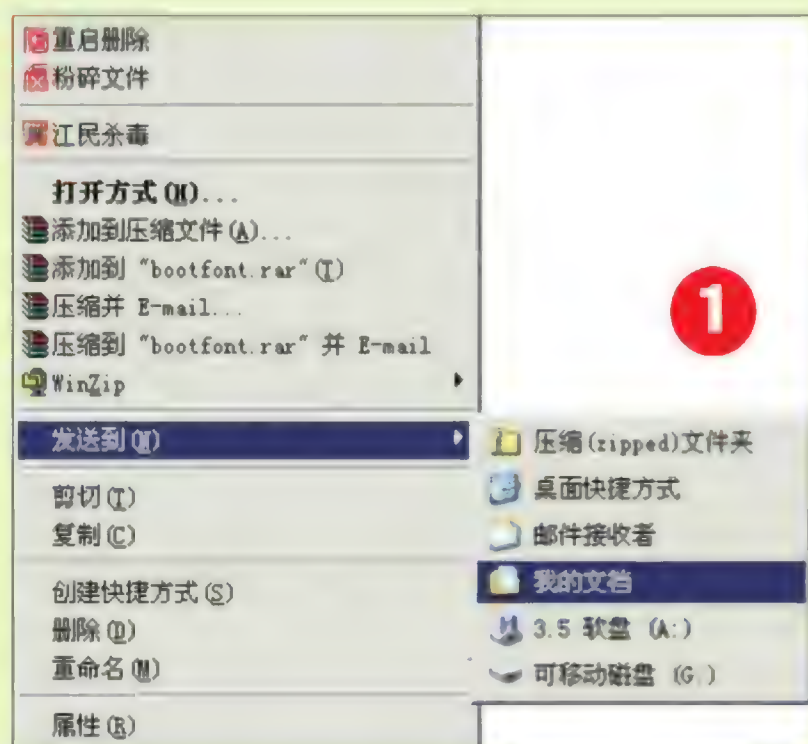 重启删除
粉碎文件
江民杀毒
打开方式(H)...
添加到压缩文件(A)...
添加到 "bootfont.rar"(T)
压缩并 E-mail...
压缩到 "bootfont.rar" 并 E-mail
WinZip
发送到(N)
剪切(T)
复制(C)
创建快捷方式(S)
删除(D)
重命名(M)
属性(R)
1
压缩(zipped)文件夹
桌面快捷方式
邮件接收者
我的文档
3.5 软盘 (A:)
可移动磁盘 (G:)